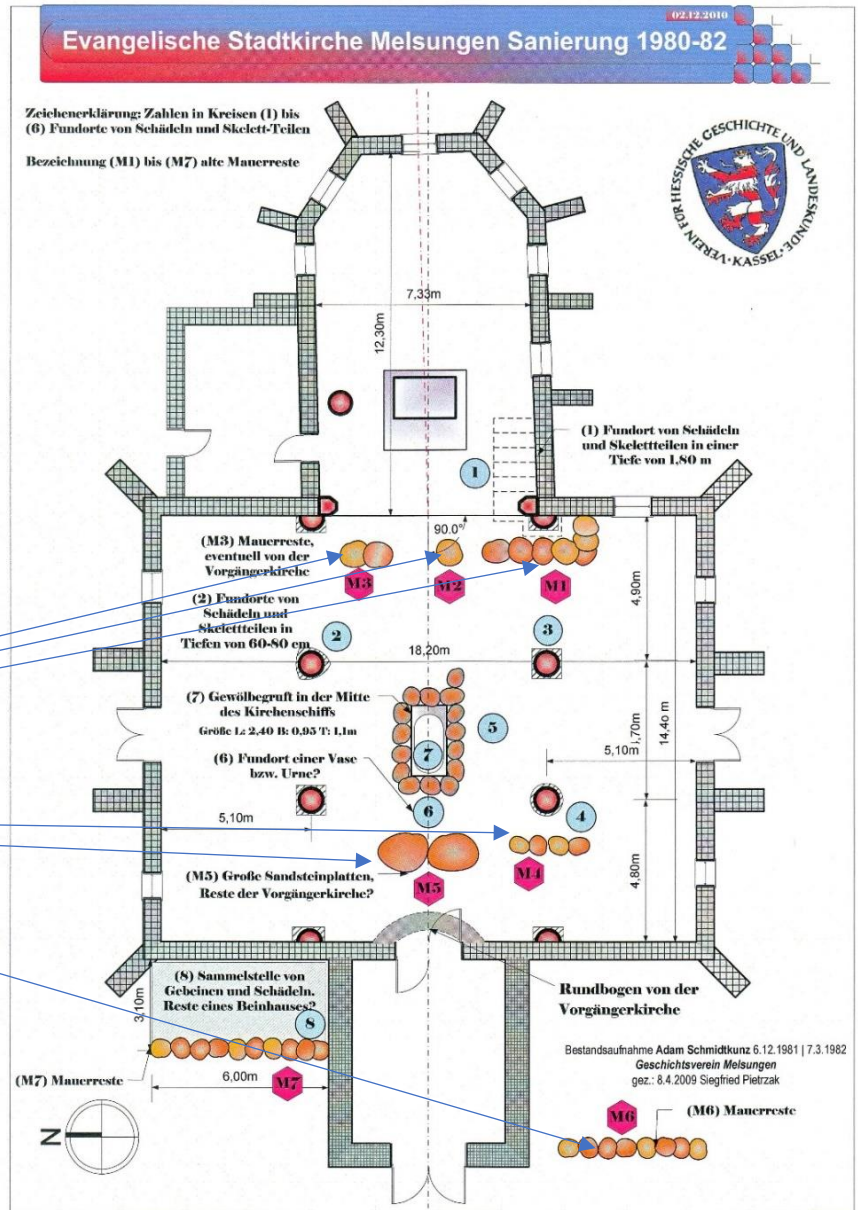 02.12.2010
Evangelische Stadtkirche Melsungen Sanierung 1980-82
Zeichenerklärung: Zahlen in Kreisen (1) bis
(6) Fundorte von Schädeln und Skelett-Teilen
Bezeichnung (M1) bis (M7) alte Mauerreste
VEREIN FÜR HESSISCHE GESCHICHTE UND LANDESKUNDE · KASSEL ·
7,33m
12,30m
(1) Fundort von Schädeln
und Skelettteilen in einer
Tiefe von 1,80 m
1
90.0°
(M3) Mauerreste,
eventuell von der
Vorgängerkirche
M3
M2
M1
4,90m
(2) Fundorte von
Schädeln und
Skelettteilen in
Tiefen von 60-80 cm
2
3
18,20m
(7) Gewölbegruft in der Mitte
des Kirchenschiffs
Größe L: 2,40 B: 0,95 T: 1,1m
5
7
,70m
14,40 m
5,10m
(6) Fundort einer Vase
bzw. Urne?
6
4
5,10m
4,80m
(M5) Große Sandsteinplatten,
Reste der Vorgängerkirche?
M5
M4
(8) Sammelstelle von
Gebeinen und Schädeln.
Reste eines Beinhauses?
8
3,10m
Rundbogen von der
Vorgängerkirche
(M7) Mauerreste
6,00m
M7
Bestandsaufnahme Adam Schmidtkunz 6.12.1981 | 7.3.1982
Geschichtsverein Melsungen
gez.: 8.4.2009 Siegfried Pietrzak
N
M6
(M6) Mauerreste